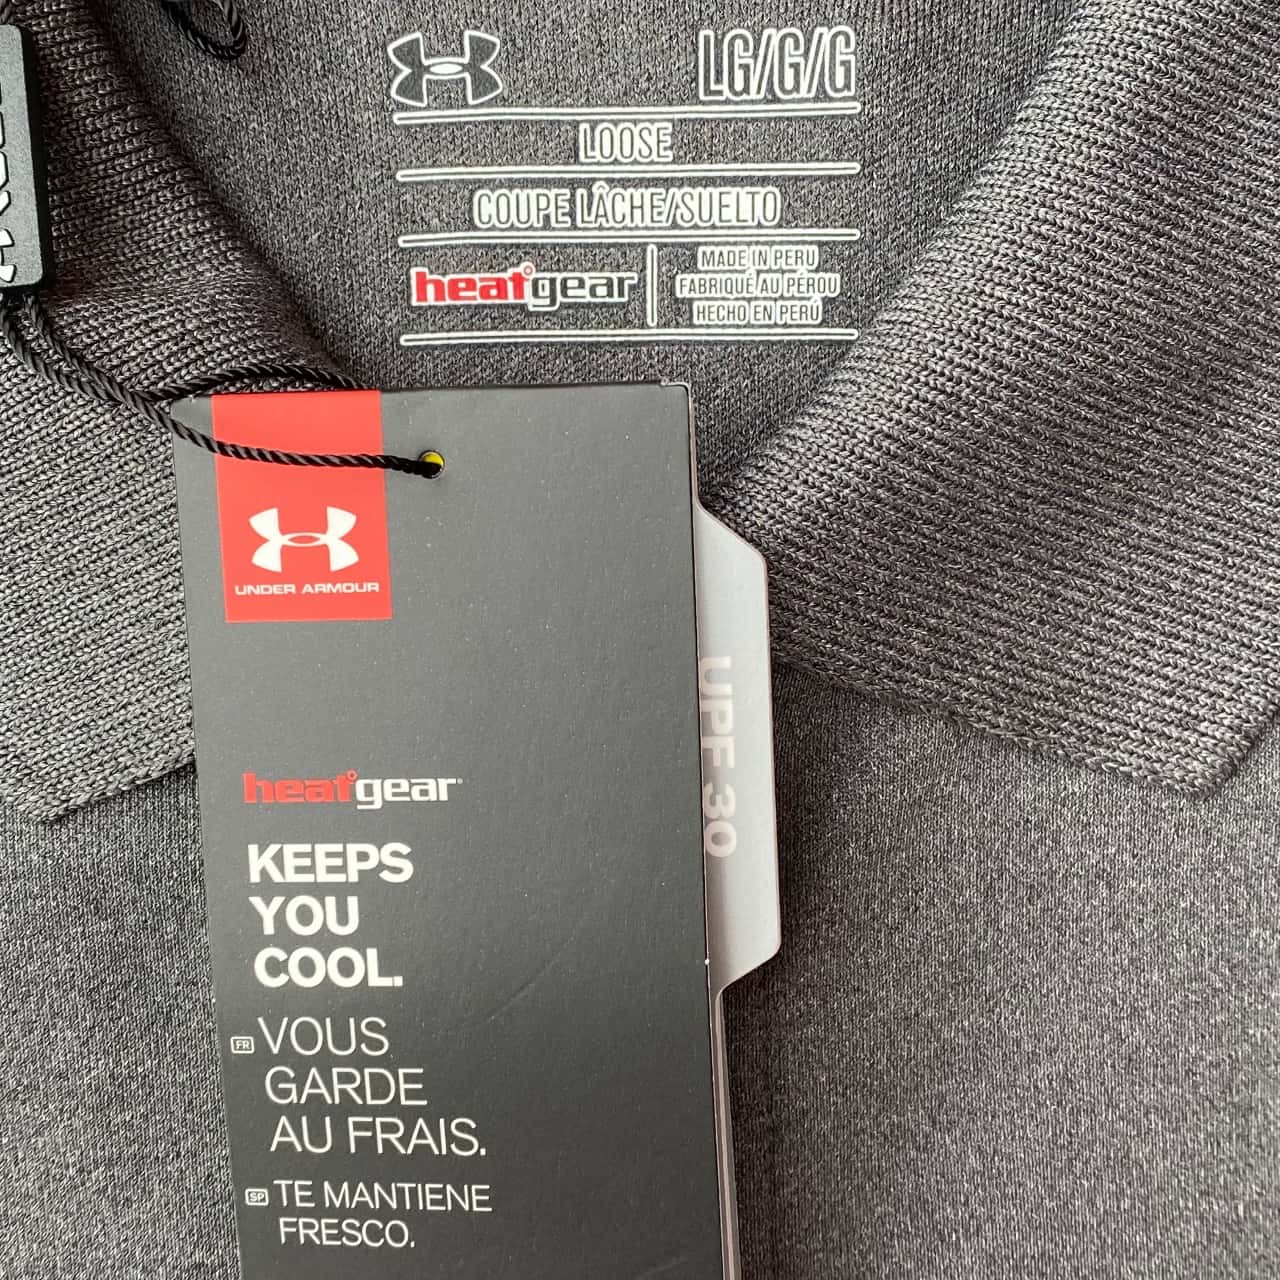 LG/G/G
LOOSE
COUPE LÂCHE/SUELTO
heatgear
MADE IN PERU
FABRIQUÉ AU PÉROU
HECHO EN PERÚ
UNDER ARMOUR
UPF 30
heatgear
KEEPS
YOU
COOL.
FR VOUS
GARDE
AU FRAIS.
SP TE MANTIENE
FRESCO.